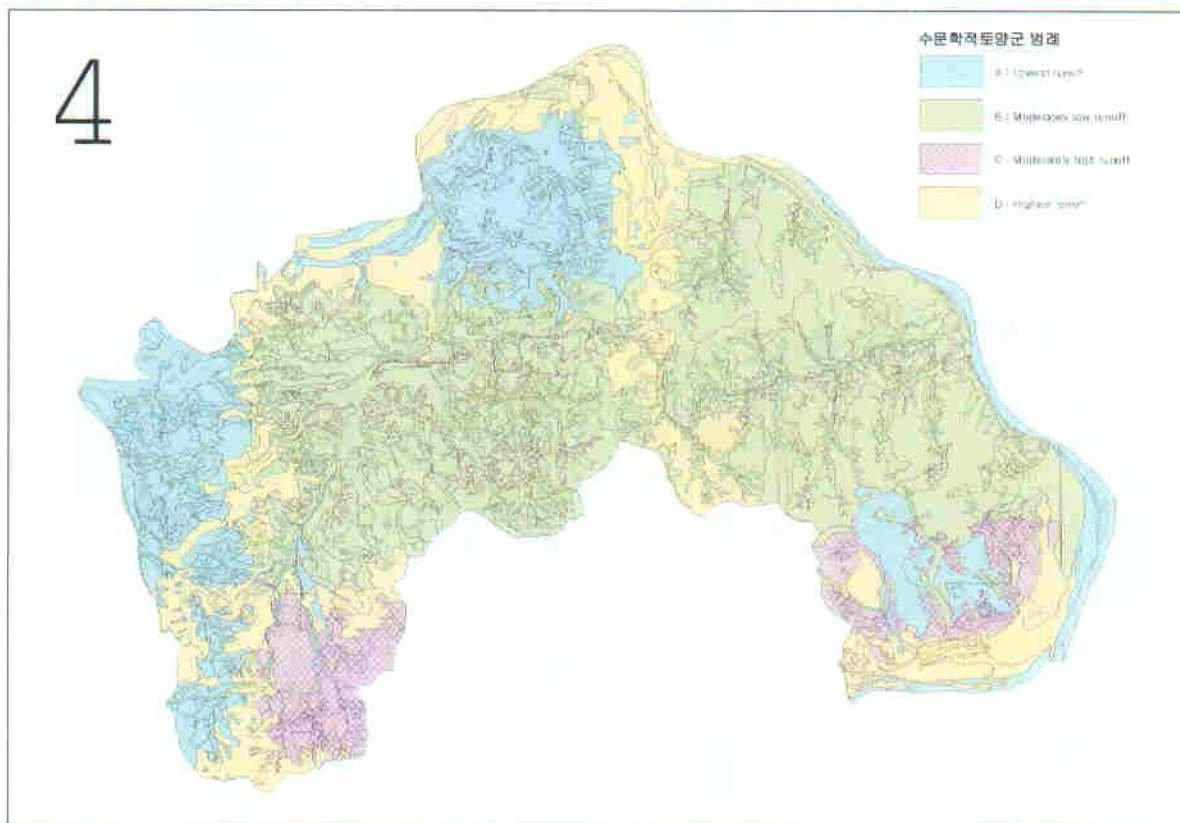 4
수문학적토양군 범례
A : Lowest runoff
B : Moderately low runoff
C : Moderately high runoff
D : Highest runoff